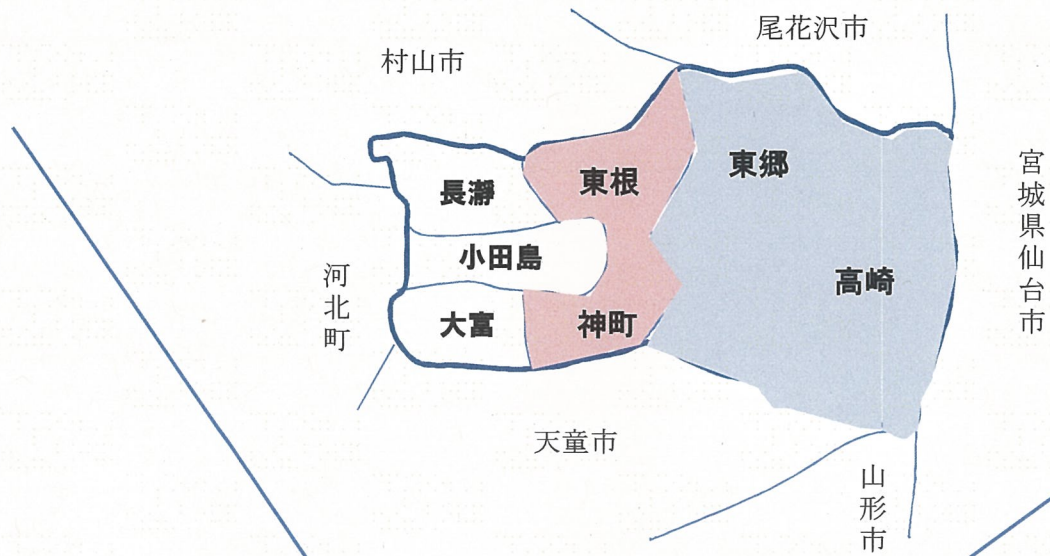 尾花沢市
村山市
宮城県仙台市
東郷
東根
長瀞
小田島
高崎
河北町
大富
神町
天童市
山形市